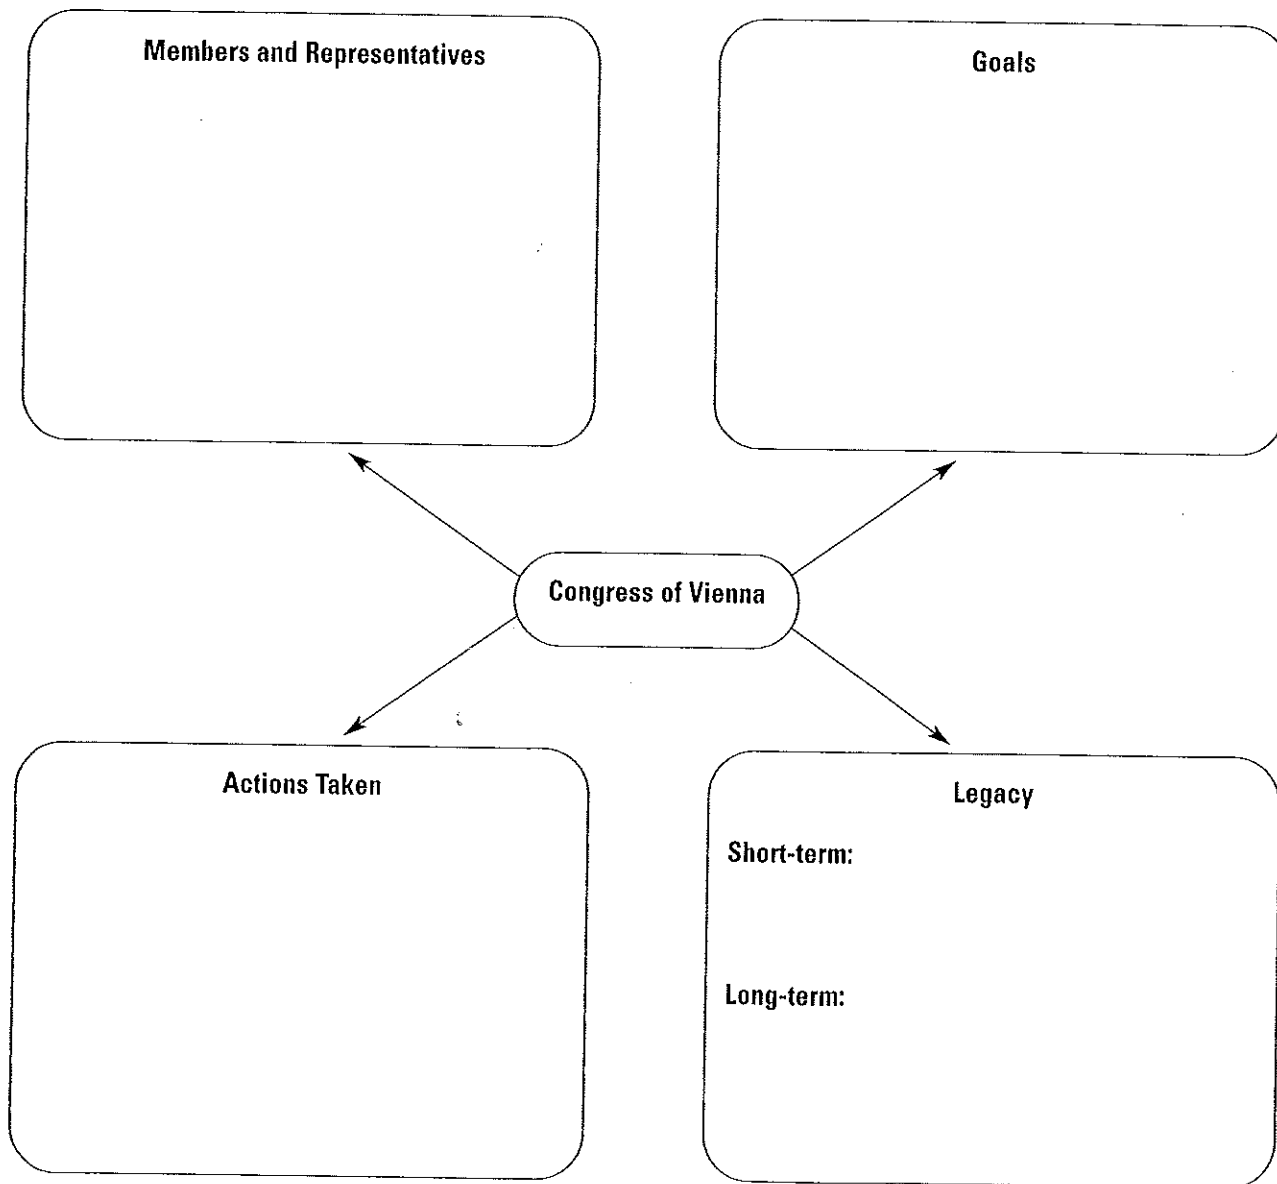 Members and Representatives
Goals
Congress of Vienna
Actions Taken
Legacy
Short-term:
Long-term: